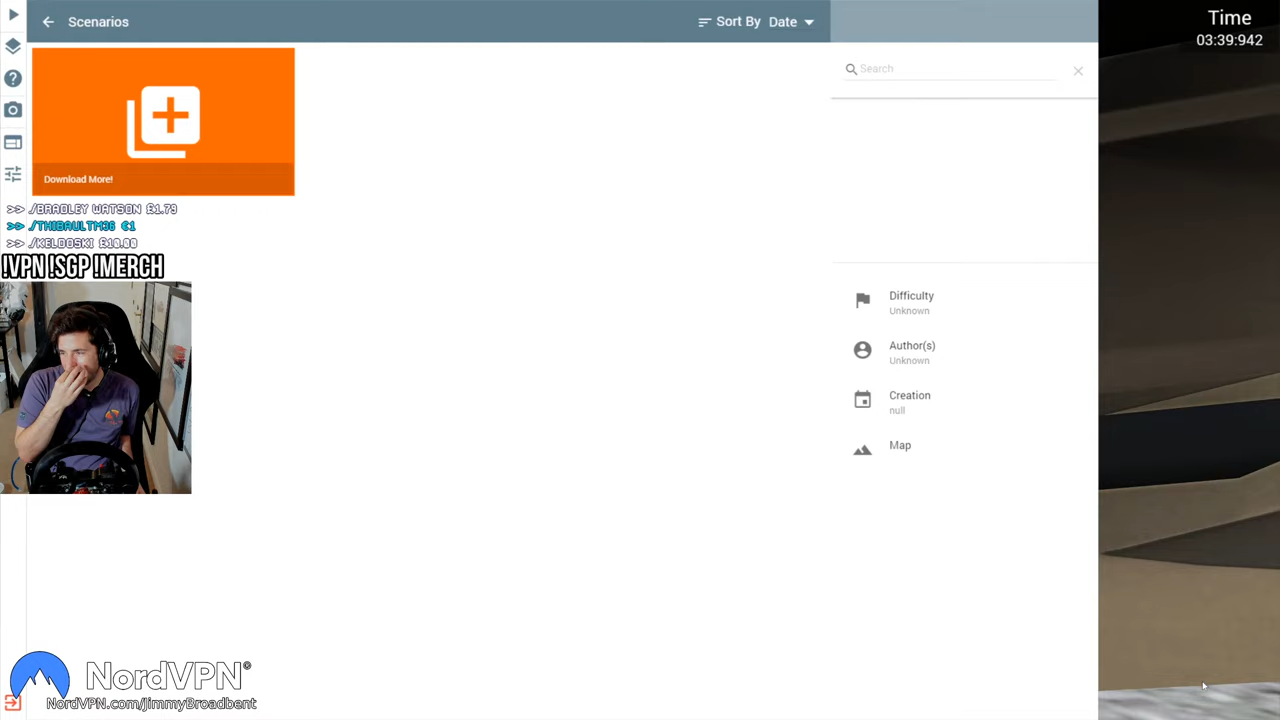 Scenarios
Sort By Date
Time
03:39:942
Search
Download More!
>> ./BRADLEY WATSON £1.79
>> ./THIBAULTM38 €1
>> ./KELDOSKI £10.00
!VPN !SGP !MERCH
Difficulty
Unknown
Author(s)
Unknown
Creation
null
Map
NordVPN®
NordVPN.com/JimmyBroadbent